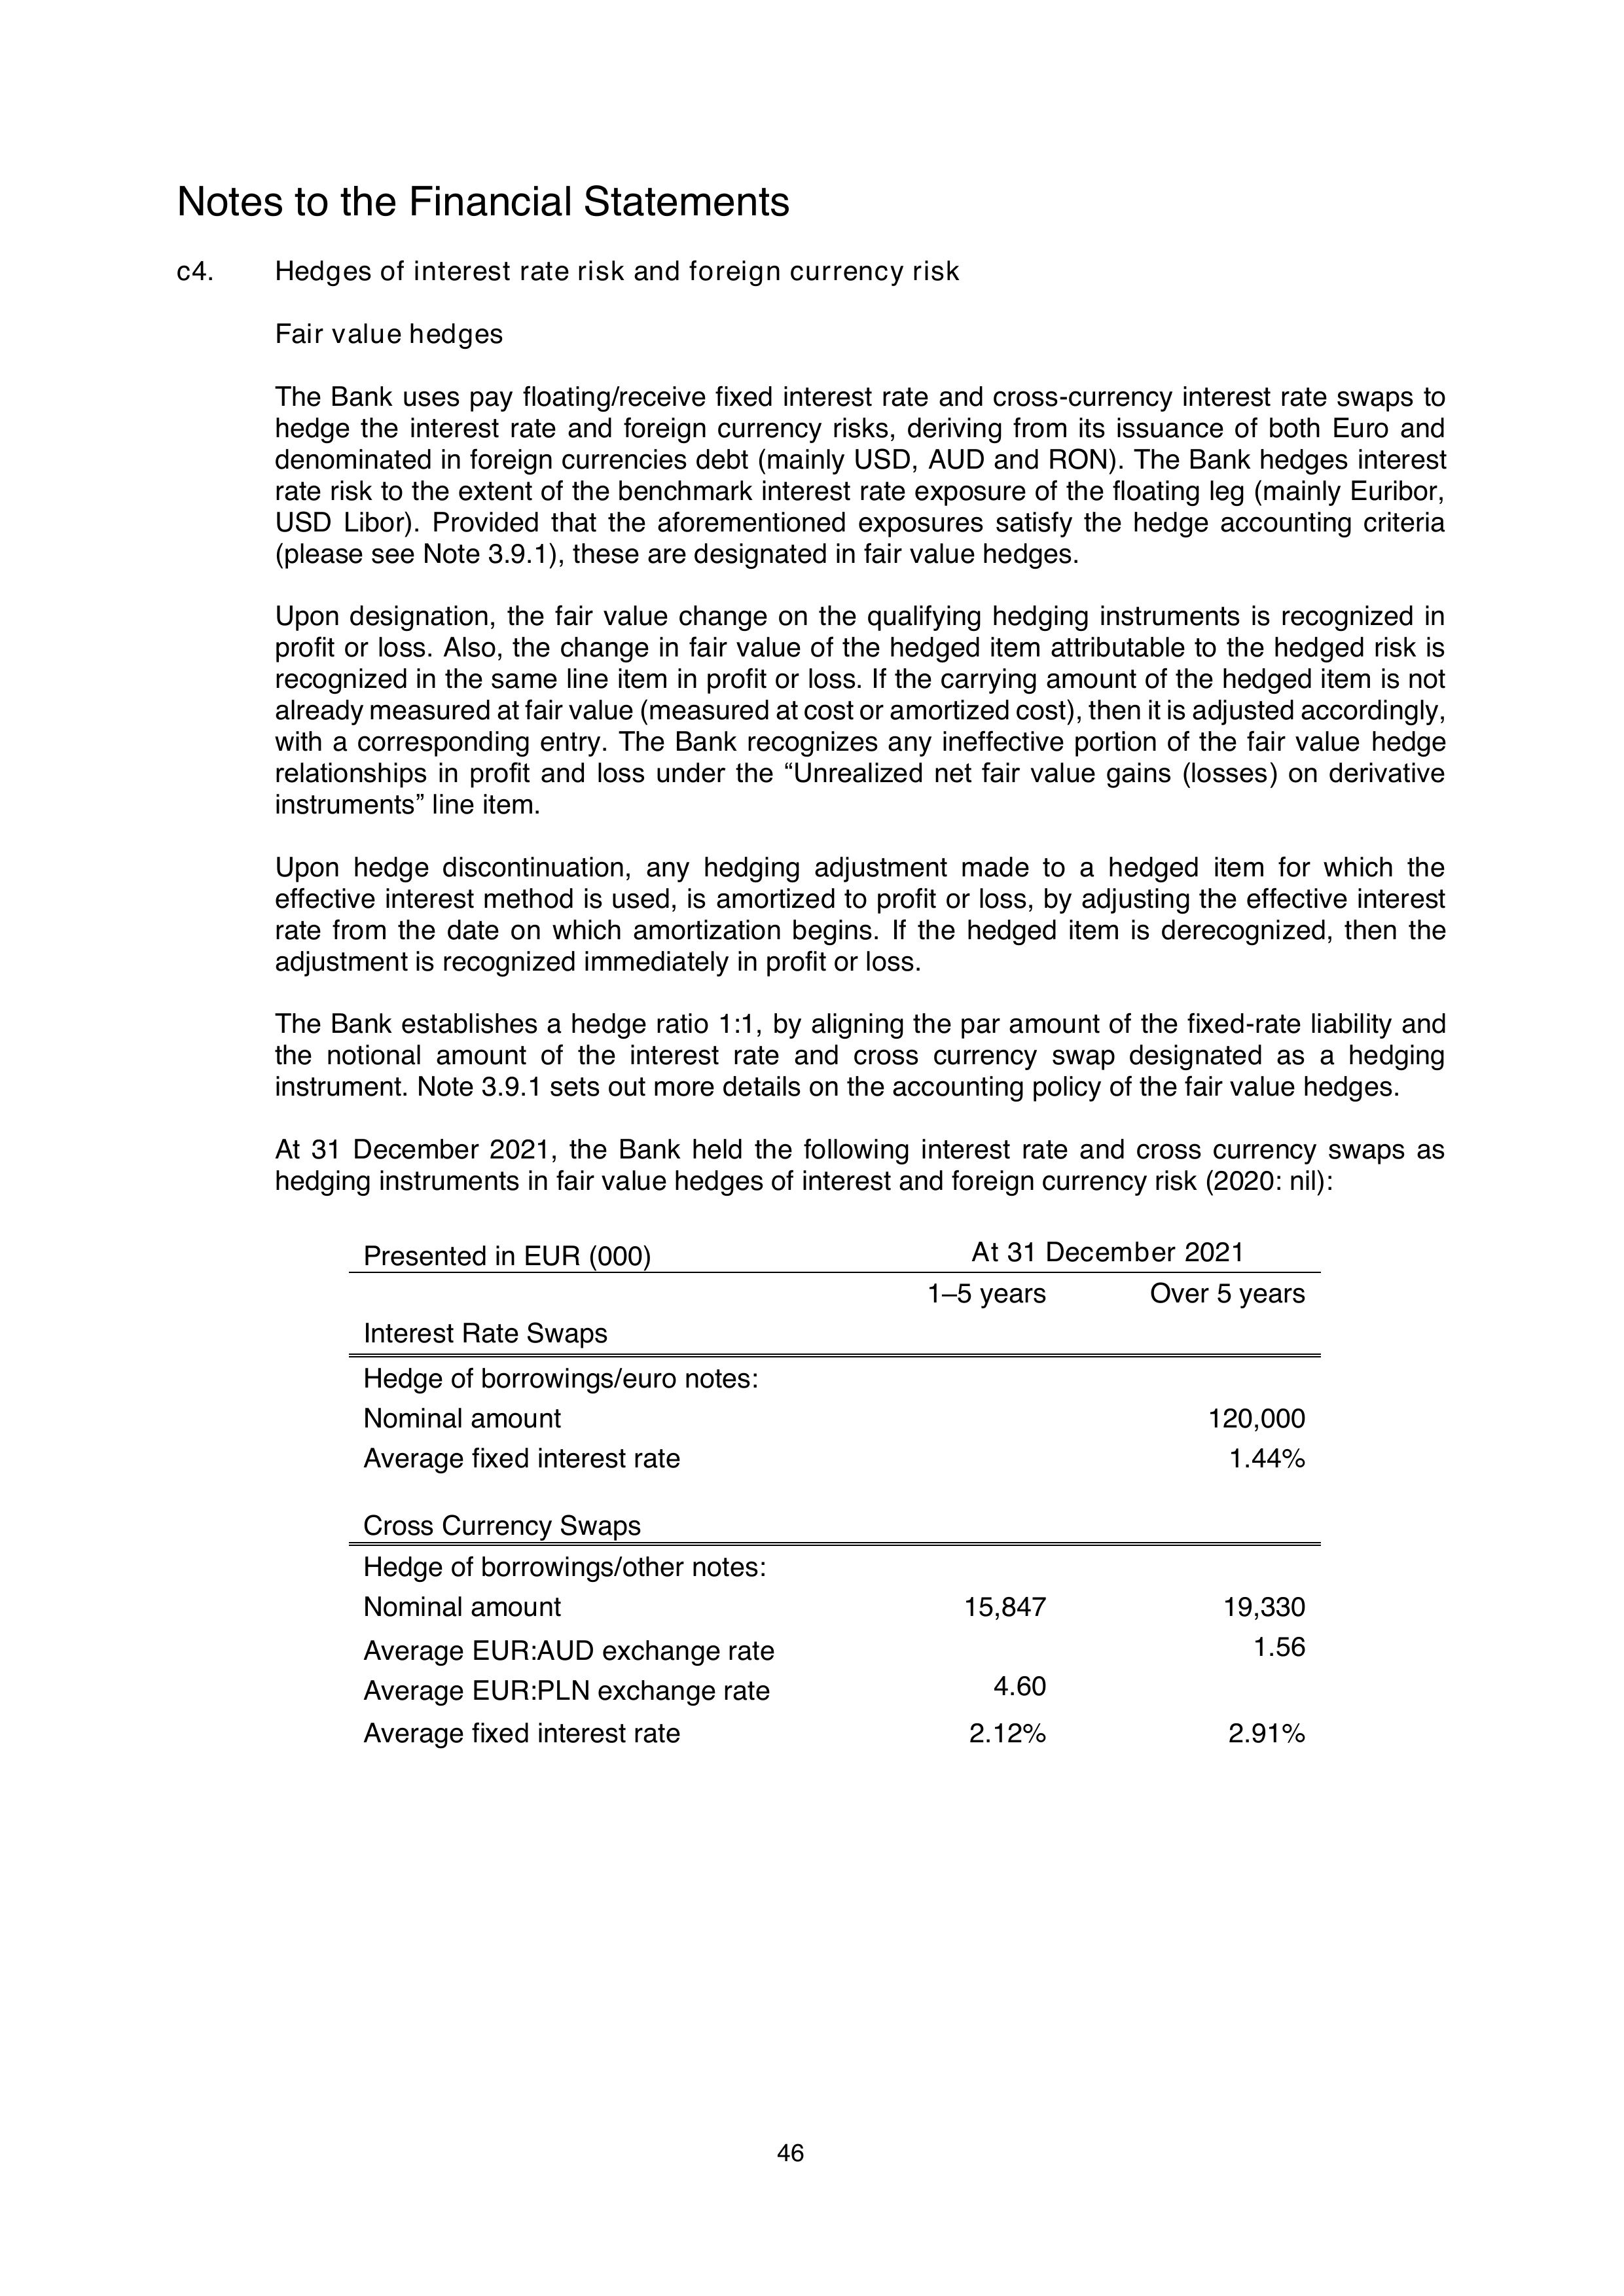 Notes to the Financial Statements
c4. Hedges of interest rate risk and foreign currency risk
Fair value hedges
The Bank uses pay floating/receive fixed interest rate and cross-currency interest rate swaps to
hedge the interest rate and foreign currency risks, deriving from its issuance of both Euro and
denominated in foreign currencies debt (mainly USD, AUD and RON). The Bank hedges interest
rate risk to the extent of the benchmark interest rate exposure of the floating leg (mainly Euribor,
USD Libor). Provided that the aforementioned exposures satisfy the hedge accounting criteria
(please see Note 3.9.1), these are designated in fair value hedges.
Upon designation, the fair value change on the qualifying hedging instruments is recognized in
profit or loss. Also, the change in fair value of the hedged item attributable to the hedged risk is
recognized in the same line item in profit or loss. If the carrying amount of the hedged item is not
already measured at fair value (measured at cost or amortized cost), then it is adjusted accordingly,
with a corresponding entry. The Bank recognizes any ineffective portion of the fair value hedge
relationships in profit and loss under the “Unrealized net fair value gains (losses) on derivative
instruments” line item.
Upon hedge discontinuation, any hedging adjustment made to a hedged item for which the
effective interest method is used, is amortized to profit or loss, by adjusting the effective interest
rate from the date on which amortization begins. If the hedged item is derecognized, then the
adjustment is recognized immediately in profit or loss.
The Bank establishes a hedge ratio 1:1, by aligning the par amount of the fixed-rate liability and
the notional amount of the interest rate and cross currency swap designated as a hedging
instrument. Note 3.9.1 sets out more details on the accounting policy of the fair value hedges.
At 31 December 2021, the Bank held the following interest rate and cross currency swaps as
hedging instruments in fair value hedges of interest and foreign currency risk (2020: nil):
Presented in EUR (000) At 31 December 2021
1–5 years Over 5 years
Interest Rate Swaps
Hedge of borrowings/euro notes:
Nominal amount 120,000
Average fixed interest rate 1.44%
Cross Currency Swaps
Hedge of borrowings/other notes:
Nominal amount 15,847 19,330
Average EUR:AUD exchange rate 1.56
Average EUR:PLN exchange rate 4.60
Average fixed interest rate 2.12% 2.91%
46